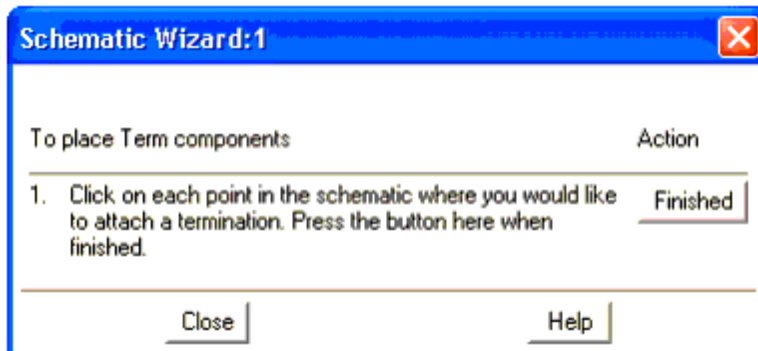 Schematic Wizard:1
To place Term components Action
1. Click on each point in the schematic where you would like
to attach a termination. Press the button here when
finished.
Finished
Close Help